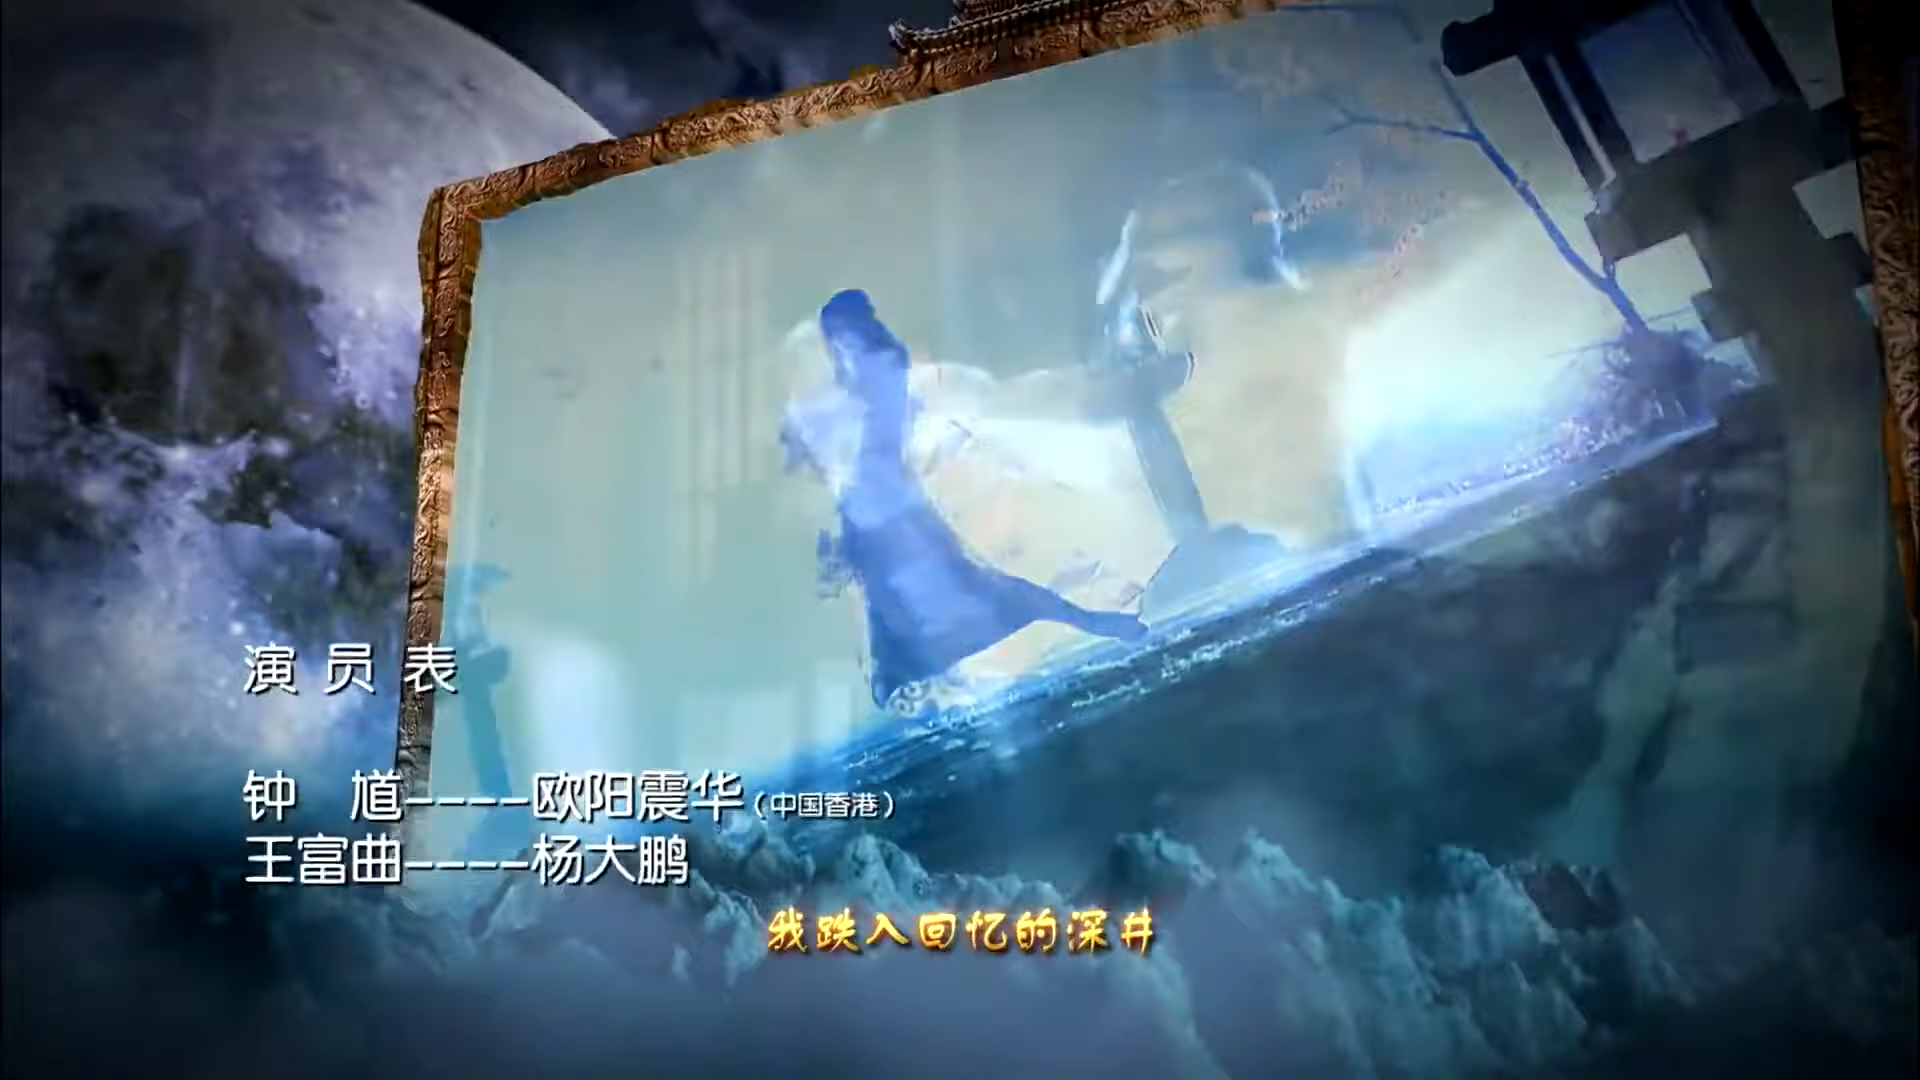 演员表
钟 馗----欧阳震华(中国香港)
王富曲----杨大鹏
我跌入回忆的深井